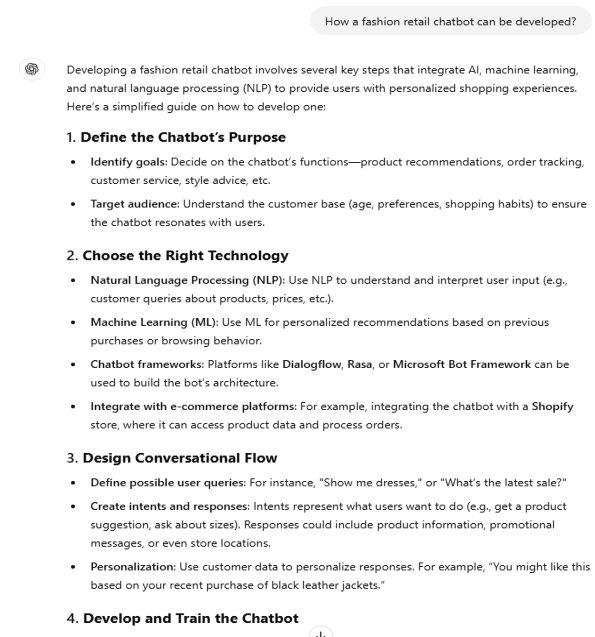 How a fashion retail chatbot can be developed?
Developing a fashion retail chatbot involves several key steps that integrate AI, machine learning,
and natural language processing (NLP) to provide users with personalized shopping experiences.
Here's a simplified guide on how to develop one:
1. Define the Chatbot's Purpose
• Identify goals: Decide on the chatbot's functions—product recommendations, order tracking,
customer service, style advice, etc.
• Target audience: Understand the customer base (age, preferences, shopping habits) to ensure
the chatbot resonates with users.
2. Choose the Right Technology
• Natural Language Processing (NLP): Use NLP to understand and interpret user input (e.g.,
customer queries about products, prices, etc.).
• Machine Learning (ML): Use ML for personalized recommendations based on previous
purchases or browsing behavior.
• Chatbot frameworks: Platforms like Dialogflow, Rasa, or Microsoft Bot Framework can be
used to build the bot's architecture.
• Integrate with e-commerce platforms: For example, integrating the chatbot with a Shopify
store, where it can access product data and process orders.
3. Design Conversational Flow
• Define possible user queries: For instance, "Show me dresses," or "What's the latest sale?"
• Create intents and responses: Intents represent what users want to do (e.g., get a product
suggestion, ask about sizes). Responses could include product information, promotional
messages, or even store locations.
• Personalization: Use customer data to personalize responses. For example, "You might like this
based on your recent purchase of black leather jackets."
4. Develop and Train the Chatbot